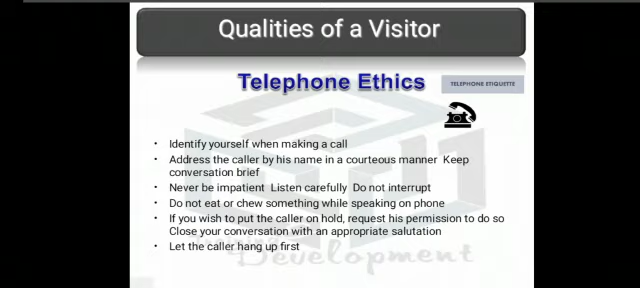 Qualities of a Visitor
Telephone Ethics
TELEPHONE ETIQUETTE
• Identify yourself when making a call
• Address the caller by his name in a courteous manner Keep
conversation brief
• Never be impatient Listen carefully Do not interrupt
• Do not eat or chew something while speaking on phone
• If you wish to put the caller on hold, request his permission to do so
Close your conversation with an appropriate salutation
• Let the caller hang up first
Development